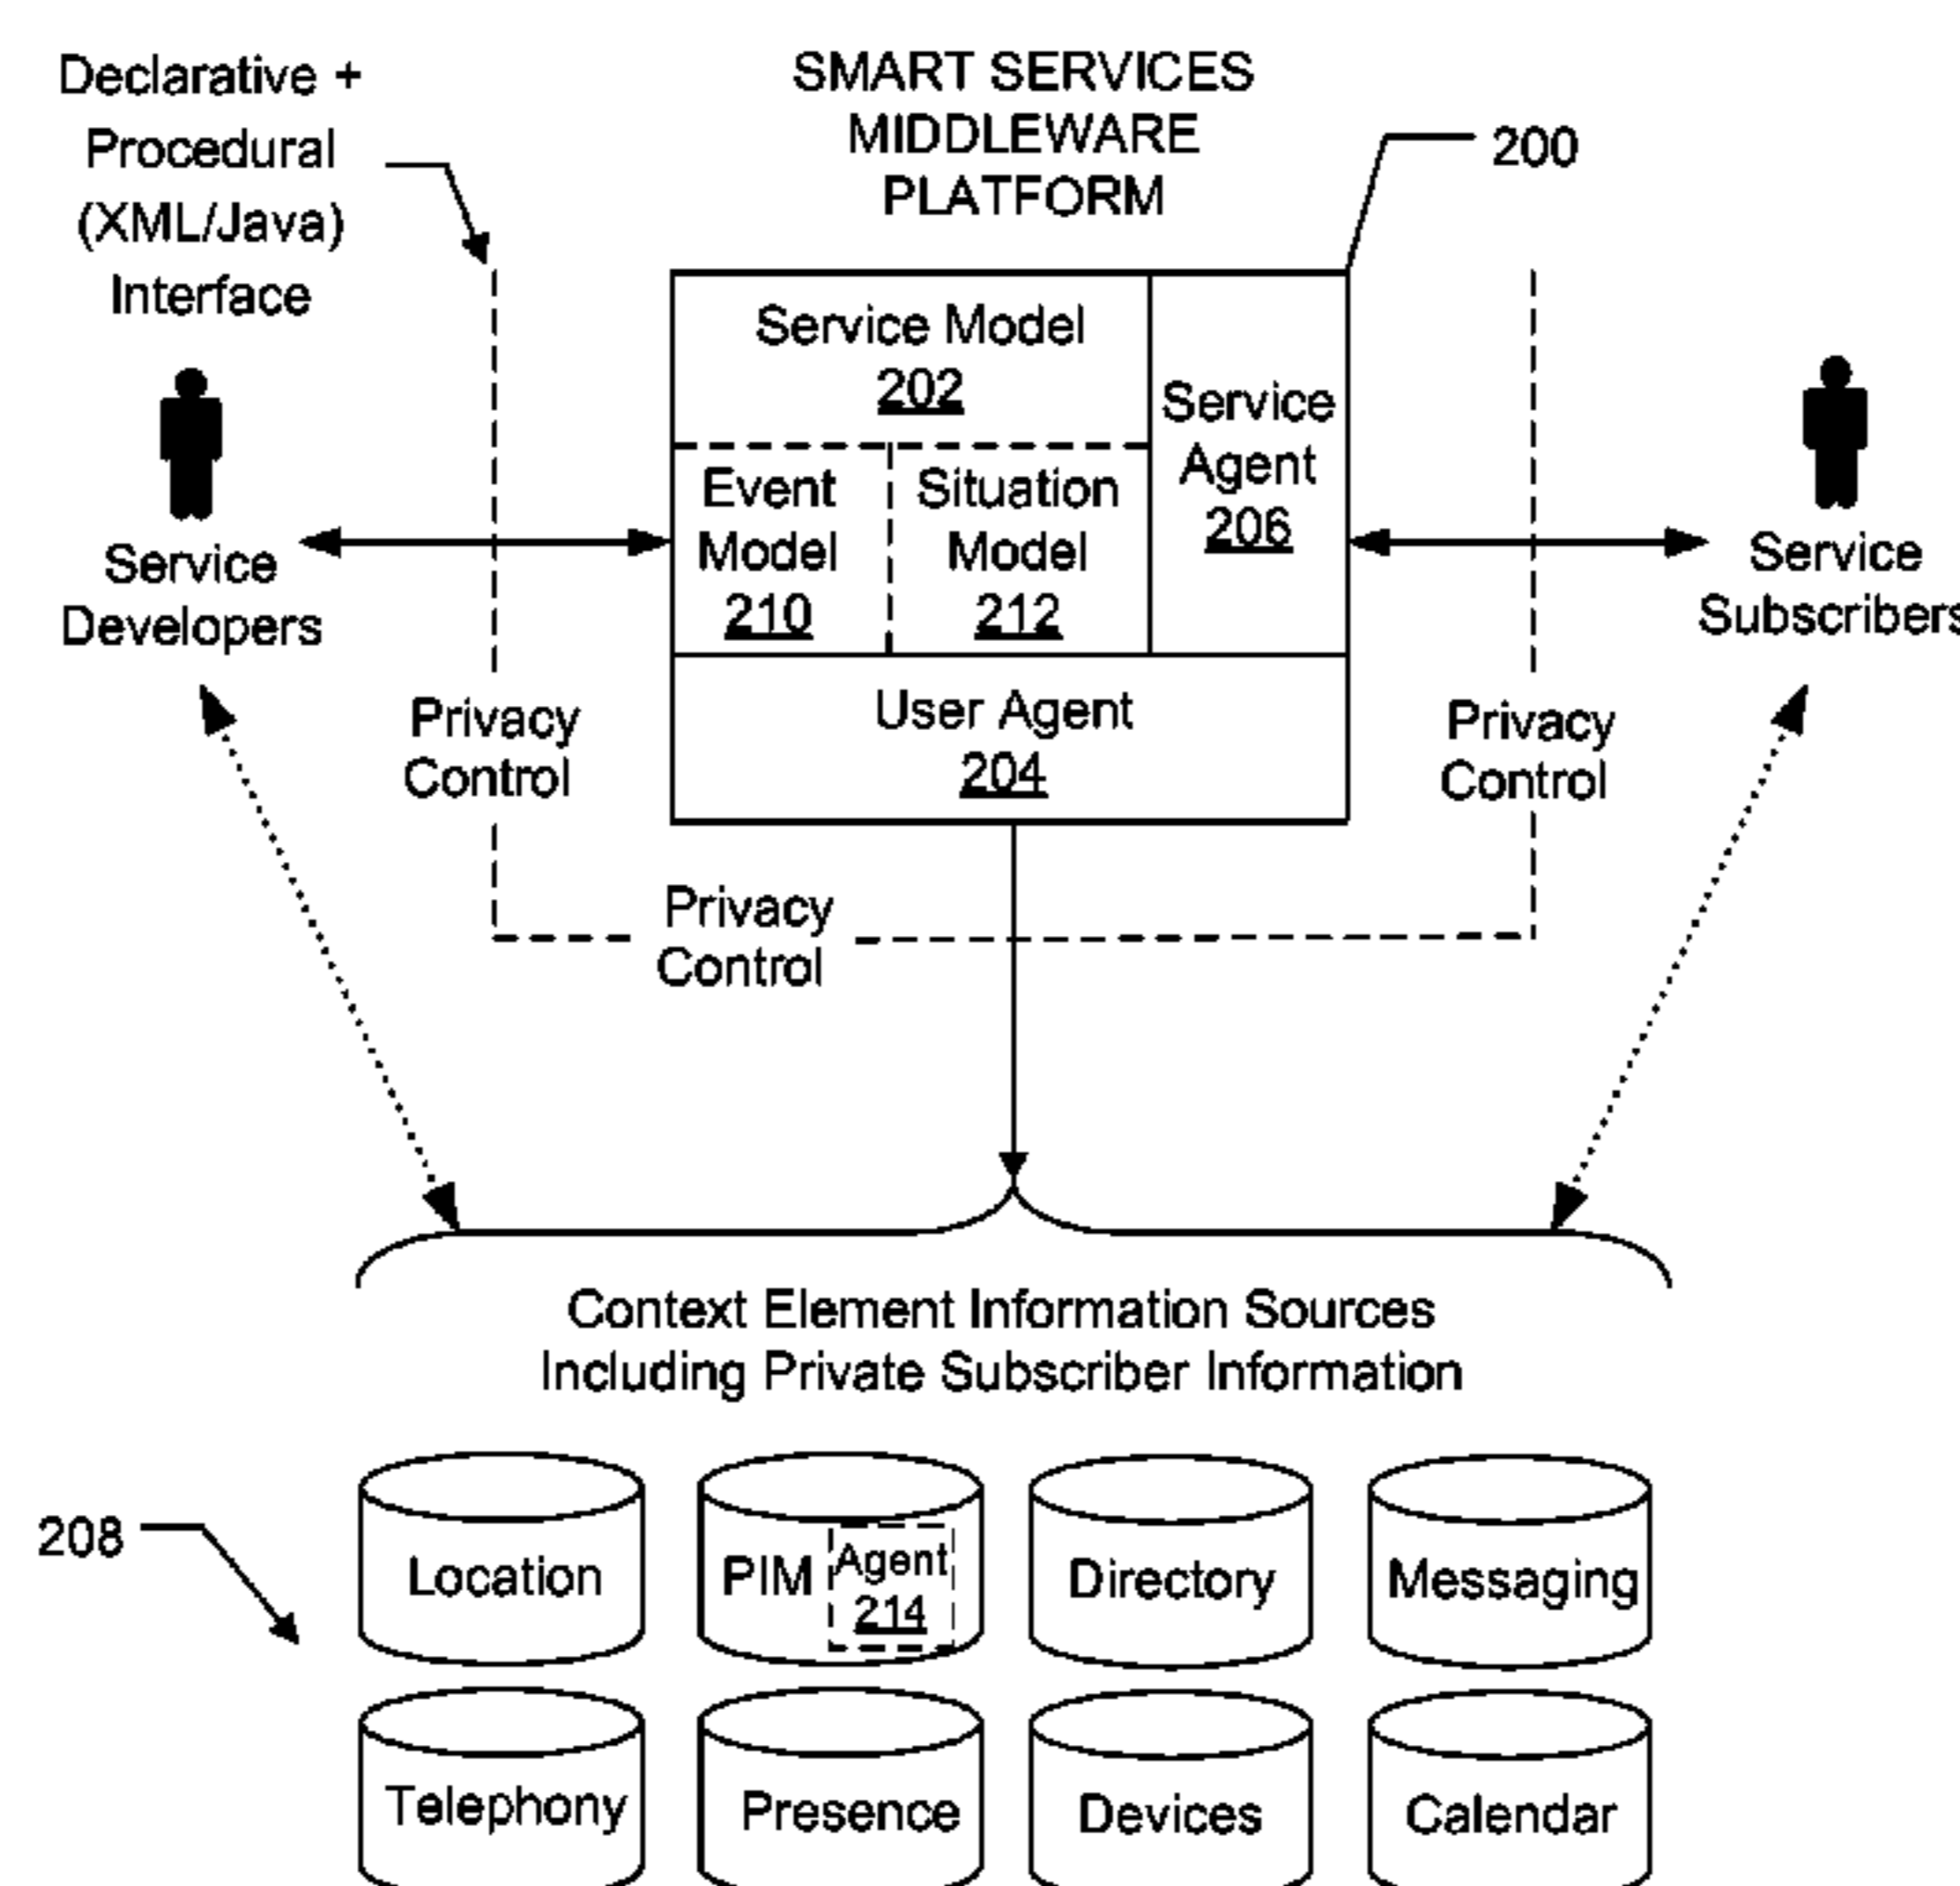 Declarative +
Procedural
(XML/Java)
Interface
SMART SERVICES
MIDDLEWARE
PLATFORM
200
Service Model
202
Service
Agent
206
Event
Model
210
Situation
Model
212
User Agent
204
Service
Developers
Service
Subscribers
Privacy
Control
Privacy
Control
Privacy
Control
Context Element Information Sources
Including Private Subscriber Information
208
Location
PIM
Agent
214
Directory
Messaging
Telephony
Presence
Devices
Calendar